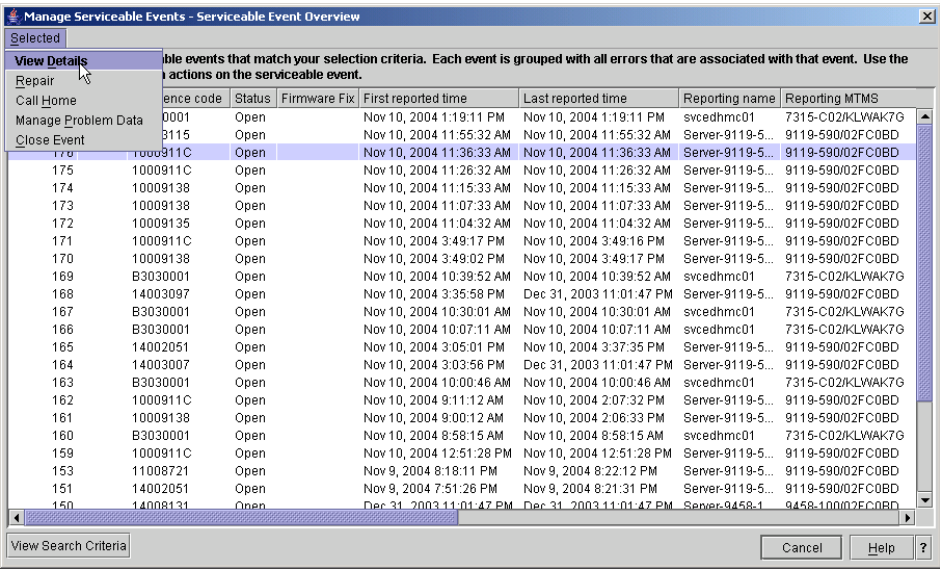 Manage Serviceable Events - Serviceable Event Overview
Selected
View Details
Repair
Call Home
Manage Problem Data
Close Event
ble events that match your selection criteria. Each event is grouped with all errors that are associated with that event. Use the
actions on the serviceable event.
ence code Status Firmware Fix First reported time Last reported time Reporting name Reporting MTMS
0001 Open Nov 10, 2004 1:19:11 PM Nov 10, 2004 1:19:11 PM svcedhmc01 7315-C02/KLWAK7G
3115 Open Nov 10, 2004 11:55:32 AM Nov 10, 2004 11:55:32 AM Server-9119-5... 9119-590/02FC0BD
176 1000911C Open Nov 10, 2004 11:36:33 AM Nov 10, 2004 11:36:33 AM Server-9119-5... 9119-590/02FC0BD
175 1000911C Open Nov 10, 2004 11:26:32 AM Nov 10, 2004 11:26:32 AM Server-9119-5... 9119-590/02FC0BD
174 10009138 Open Nov 10, 2004 11:15:33 AM Nov 10, 2004 11:15:33 AM Server-9119-5... 9119-590/02FC0BD
173 10009138 Open Nov 10, 2004 11:07:33 AM Nov 10, 2004 11:07:33 AM Server-9119-5... 9119-590/02FC0BD
172 10009135 Open Nov 10, 2004 11:04:32 AM Nov 10, 2004 11:04:32 AM Server-9119-5... 9119-590/02FC0BD
171 1000911C Open Nov 10, 2004 3:49:17 PM Nov 10, 2004 3:49:16 PM Server-9119-5... 9119-590/02FC0BD
170 10009138 Open Nov 10, 2004 3:49:02 PM Nov 10, 2004 3:49:17 PM Server-9119-5... 9119-590/02FC0BD
169 B3030001 Open Nov 10, 2004 10:39:52 AM Nov 10, 2004 10:39:52 AM svcedhmc01 7315-C02/KLWAK7G
168 14003097 Open Nov 10, 2004 3:35:58 PM Dec 31, 2003 11:01:47 PM Server-9119-5... 9119-590/02FC0BD
167 B3030001 Open Nov 10, 2004 10:30:01 AM Nov 10, 2004 10:30:01 AM svcedhmc01 7315-C02/KLWAK7G
166 B3030001 Open Nov 10, 2004 10:07:11 AM Nov 10, 2004 10:07:11 AM svcedhmc01 7315-C02/KLWAK7G
165 14002051 Open Nov 10, 2004 3:05:01 PM Nov 10, 2004 3:37:35 PM Server-9119-5... 9119-590/02FC0BD
164 14003007 Open Nov 10, 2004 3:03:56 PM Dec 31, 2003 11:01:47 PM Server-9119-5... 9119-590/02FC0BD
163 B3030001 Open Nov 10, 2004 10:00:46 AM Nov 10, 2004 10:00:46 AM svcedhmc01 7315-C02/KLWAK7G
162 1000911C Open Nov 10, 2004 9:11:12 AM Nov 10, 2004 2:07:32 PM Server-9119-5... 9119-590/02FC0BD
161 10009138 Open Nov 10, 2004 9:00:12 AM Nov 10, 2004 2:06:33 PM Server-9119-5... 9119-590/02FC0BD
160 B3030001 Open Nov 10, 2004 8:58:15 AM Nov 10, 2004 8:58:15 AM svcedhmc01 7315-C02/KLWAK7G
159 1000911C Open Nov 10, 2004 12:51:28 PM Nov 10, 2004 12:51:28 PM Server-9119-5... 9119-590/02FC0BD
153 11008721 Open Nov 9, 2004 8:18:11 PM Nov 9, 2004 8:22:12 PM Server-9119-5... 9119-590/02FC0BD
151 14002051 Open Nov 9, 2004 7:51:26 PM Nov 9, 2004 8:21:31 PM Server-9119-5... 9119-590/02FC0BD
150 14008131 Open Dec 31, 2003 11:01:47 PM Dec 31, 2003 11:01:47 PM Server-9458-1... 9458-100/02FC0BD
View Search Criteria Cancel Help ?